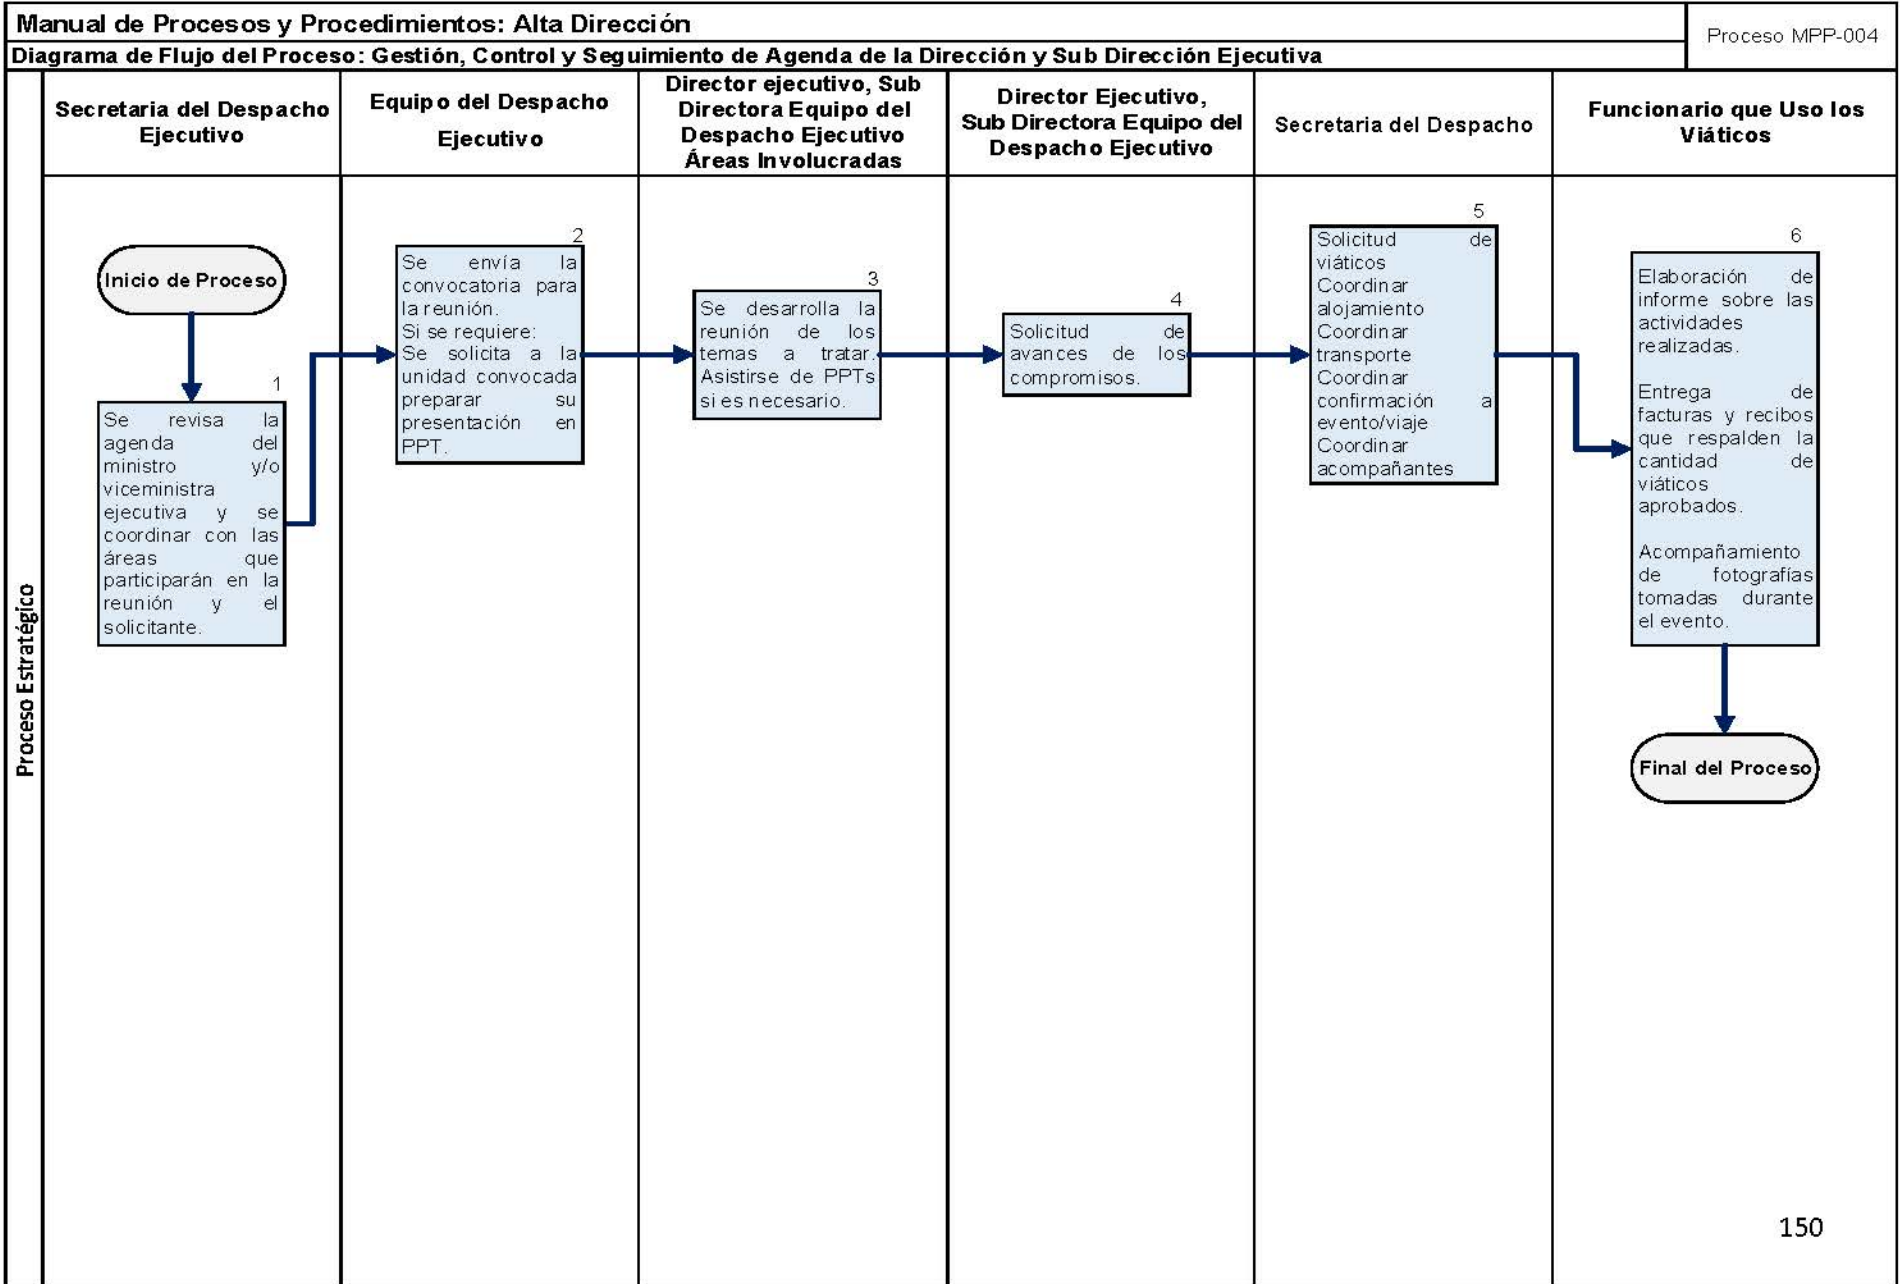 Manual de Procesos y Procedimientos: Alta Dirección
Proceso MPP-004
Diagrama de Flujo del Proceso: Gestión, Control y Seguimiento de Agenda de la Dirección y Sub Dirección Ejecutiva
Secretaria del Despacho
Ejecutivo
Equipo del Despacho
Ejecutivo
Director ejecutivo, Sub
Directora Equipo del
Despacho Ejecutivo
Áreas Involucradas
Director Ejecutivo,
Sub Directora Equipo del
Despacho Ejecutivo
Secretaria del Despacho
Funcionario que Uso los
Viáticos
Proceso Estratégico
Inicio de Proceso
1
Se revisa la
agenda del
ministro y/o
viceministra
ejecutiva y se
coordinar con las
áreas que
participarán en la
reunión y el
solicitante.
2
Se envía la
convocatoria para
la reunión.
Si se requiere:
Se solicita a la
unidad convocada
preparar su
presentación en
PPT.
3
Se desarrolla la
reunión de los
temas a tratar.
Asistirse de PPTs
si es necesario.
4
Solicitud de
avances de los
compromisos.
5
Solicitud de
viáticos
Coordinar
alojamiento
Coordinar
transporte
Coordinar
confirmación a
evento/viaje
Coordinar
acompañantes
6
Elaboración de
informe sobre las
actividades
realizadas.
Entrega de
facturas y recibos
que respalden la
cantidad de
viáticos
aprobados.
Acompañamiento
de fotografías
tomadas durante
el evento.
Final del Proceso
150